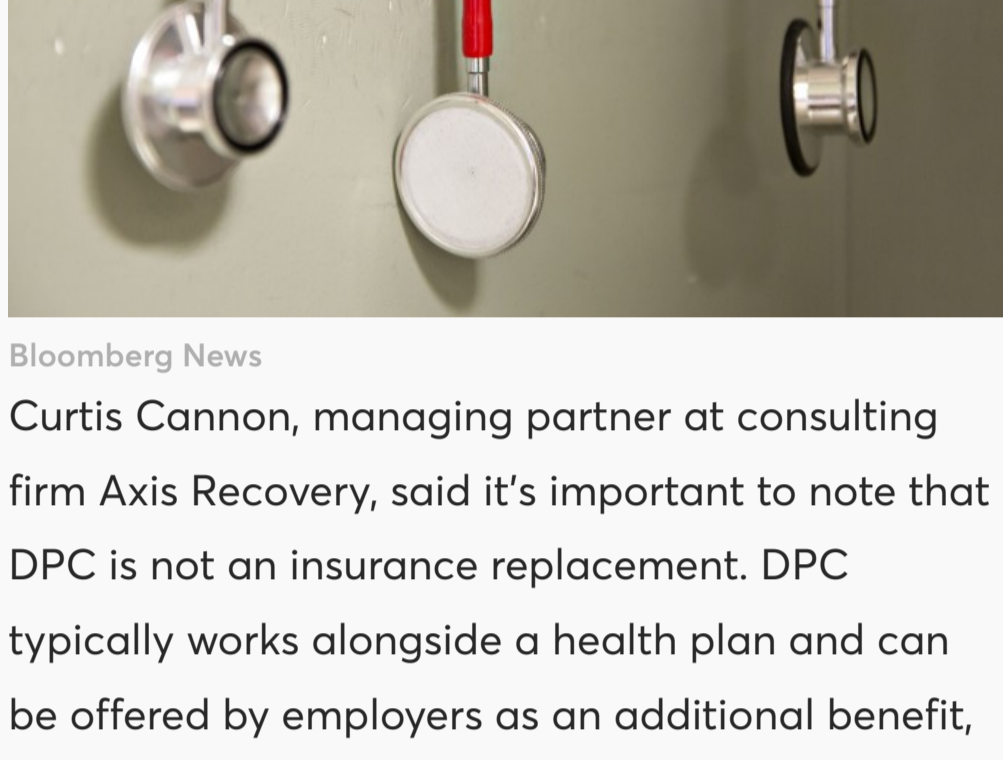 Bloomberg News
Curtis Cannon, managing partner at consulting
firm Axis Recovery, said it's important to note that
DPC is not an insurance replacement. DPC
typically works alongside a health plan and can
be offered by employers as an additional benefit,